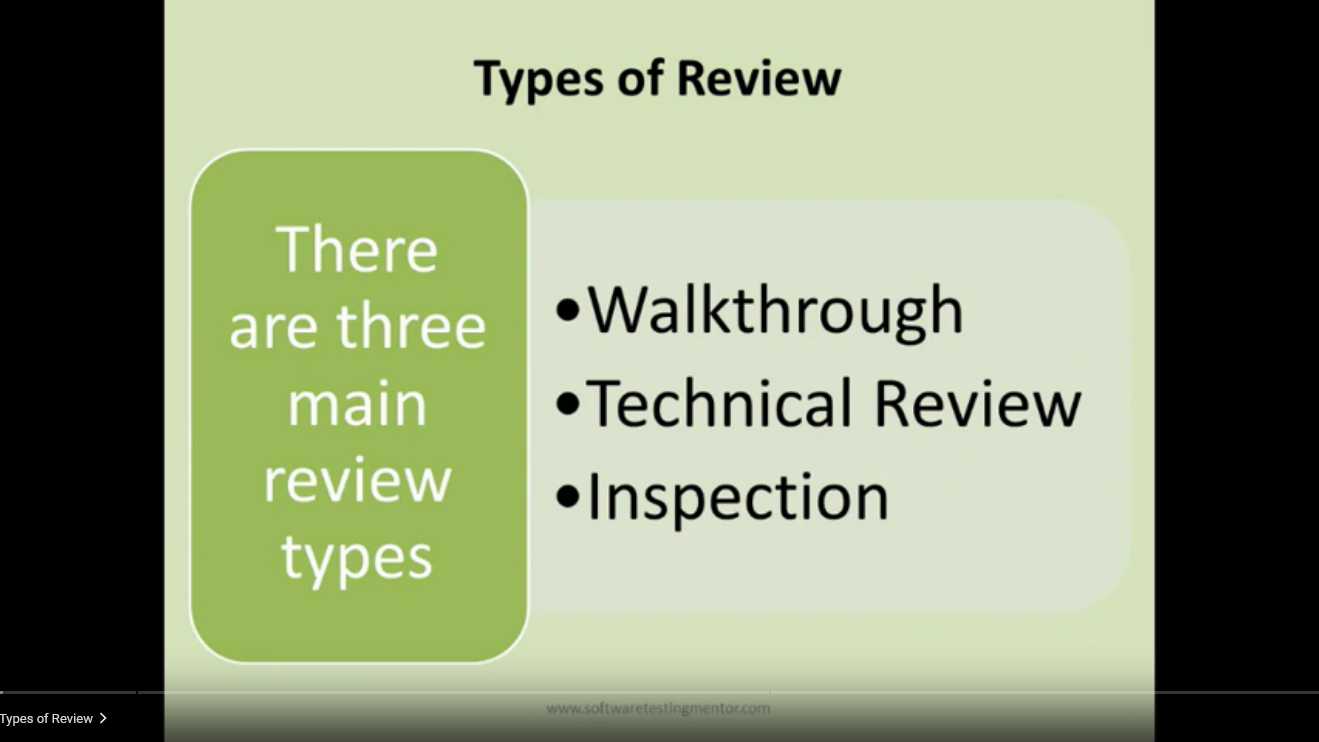 Types of Review
There
are three
main
review
types
•Walkthrough
•Technical Review
•Inspection
www.softwaretestingmentor.com
Types of Review